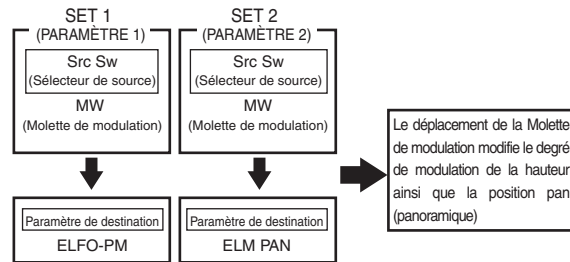 SET 1
(PARAMÈTRE 1)
Src Sw
(Sélecteur de source)
MW
(Molette de modulation)
Paramètre de destination
ELFO-PM
SET 2
(PARAMÈTRE 2)
Src Sw
(Sélecteur de source)
MW
(Molette de modulation)
Paramètre de destination
ELM PAN
Le déplacement de la Molette
de modulation modifie le degré
de modulation de la hauteur
ainsi que la position pan
(panoramique)